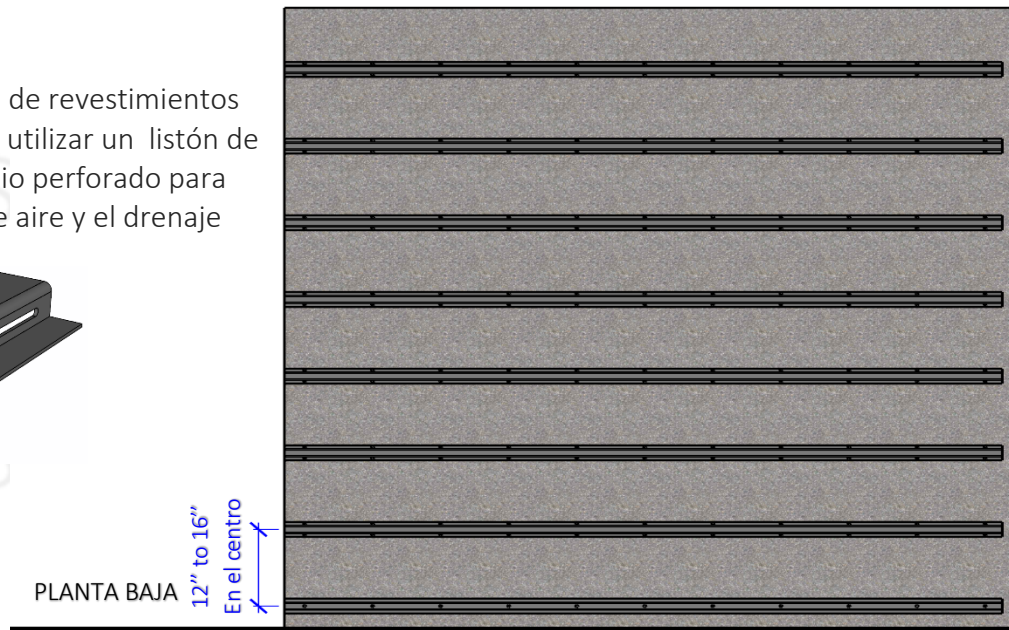 de revestimientos
utilizar un listón de
io perforado para
e aire y el drenaje
12” to 16”
En el centro
PLANTA BAJA